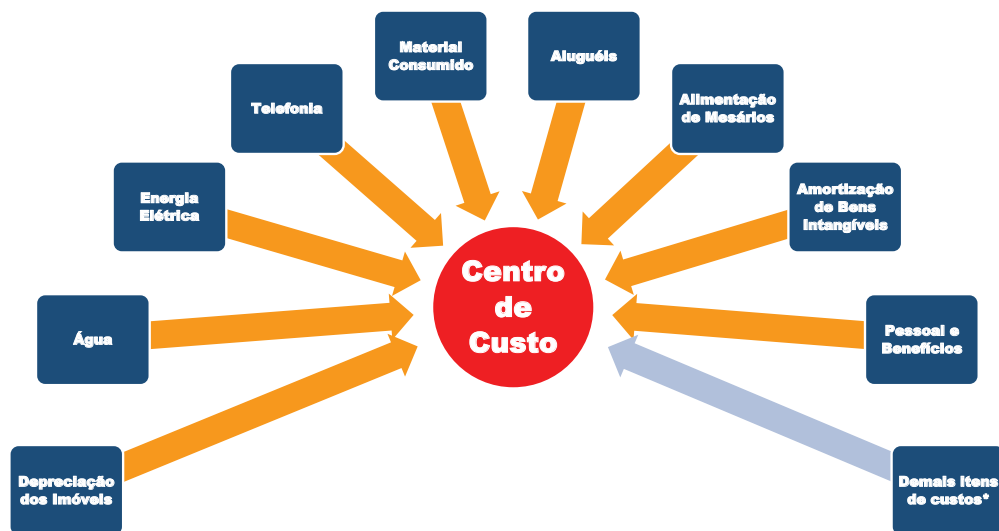 Material
Consumido
Aluguéis
Telefonia
Alimentação
de Mesários
Energia
Elétrica
Amortização
de Bens
Intangíveis
Centro
de
Custo
Água
Pessoal e
Benefícios
Depreciação
dos Imóveis
Demais itens
de custos*